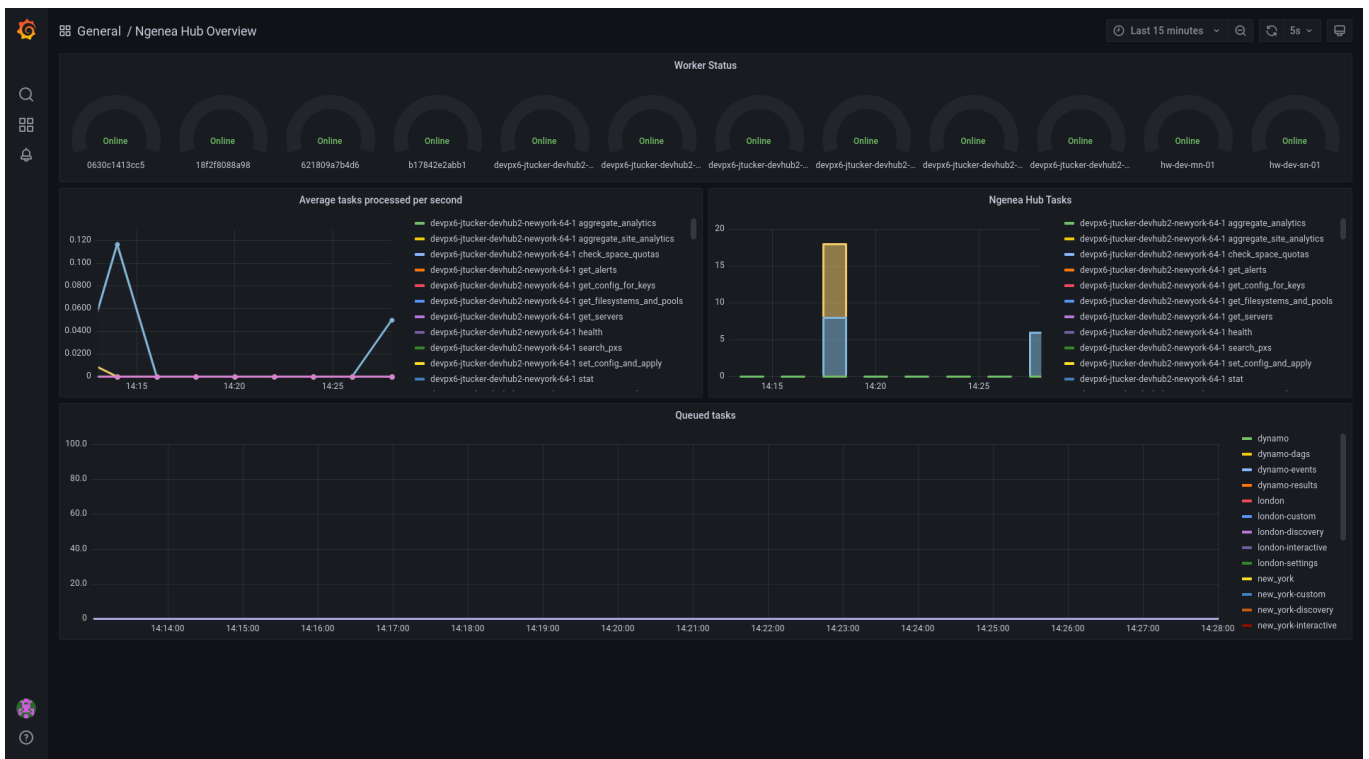 General / Ngenea Hub Overview
Last 15 minutes
5s
Worker Status
Online Online Online Online Online Online Online Online Online Online Online Online
0630c1413cc5 18f2f8088a98 621809a7b4d6 b17842e2abb1 devpx6-jtucker-devhub2-... devpx6-jtucker-devhub2-... devpx6-jtucker-devhub2-... devpx6-jtucker-devhub2-... devpx6-jtucker-devhub2-... devpx6-jtucker-devhub2-... hw-dev-mn-01 hw-dev-sn-01
Average tasks processed per second
0.120
0.100
0.0800
0.0600
0.0400
0.0200
0
14:15 14:20 14:25
devpx6-jtucker-devhub2-newyork-64-1 aggregate_analytics
devpx6-jtucker-devhub2-newyork-64-1 aggregate_site_analytics
devpx6-jtucker-devhub2-newyork-64-1 check_space_quotas
devpx6-jtucker-devhub2-newyork-64-1 get_alerts
devpx6-jtucker-devhub2-newyork-64-1 get_config_for_keys
devpx6-jtucker-devhub2-newyork-64-1 get_filesystems_and_pools
devpx6-jtucker-devhub2-newyork-64-1 get_servers
devpx6-jtucker-devhub2-newyork-64-1 health
devpx6-jtucker-devhub2-newyork-64-1 search_pxs
devpx6-jtucker-devhub2-newyork-64-1 set_config_and_apply
devpx6-jtucker-devhub2-newyork-64-1 stat
Ngenea Hub Tasks
20
15
10
5
0
14:15 14:20 14:25
devpx6-jtucker-devhub2-newyork-64-1 aggregate_analytics
devpx6-jtucker-devhub2-newyork-64-1 aggregate_site_analytics
devpx6-jtucker-devhub2-newyork-64-1 check_space_quotas
devpx6-jtucker-devhub2-newyork-64-1 get_alerts
devpx6-jtucker-devhub2-newyork-64-1 get_config_for_keys
devpx6-jtucker-devhub2-newyork-64-1 get_filesystems_and_pools
devpx6-jtucker-devhub2-newyork-64-1 get_servers
devpx6-jtucker-devhub2-newyork-64-1 health
devpx6-jtucker-devhub2-newyork-64-1 search_pxs
devpx6-jtucker-devhub2-newyork-64-1 set_config_and_apply
devpx6-jtucker-devhub2-newyork-64-1 stat
Queued tasks
100.0
80.0
60.0
40.0
20.0
0
14:14:00 14:15:00 14:16:00 14:17:00 14:18:00 14:19:00 14:20:00 14:21:00 14:22:00 14:23:00 14:24:00 14:25:00 14:26:00 14:27:00 14:28:00
dynamo
dynamo-dags
dynamo-events
dynamo-results
london
london-custom
london-discovery
london-interactive
london-settings
new_york
new_york-custom
new_york-discovery
new_york-interactive